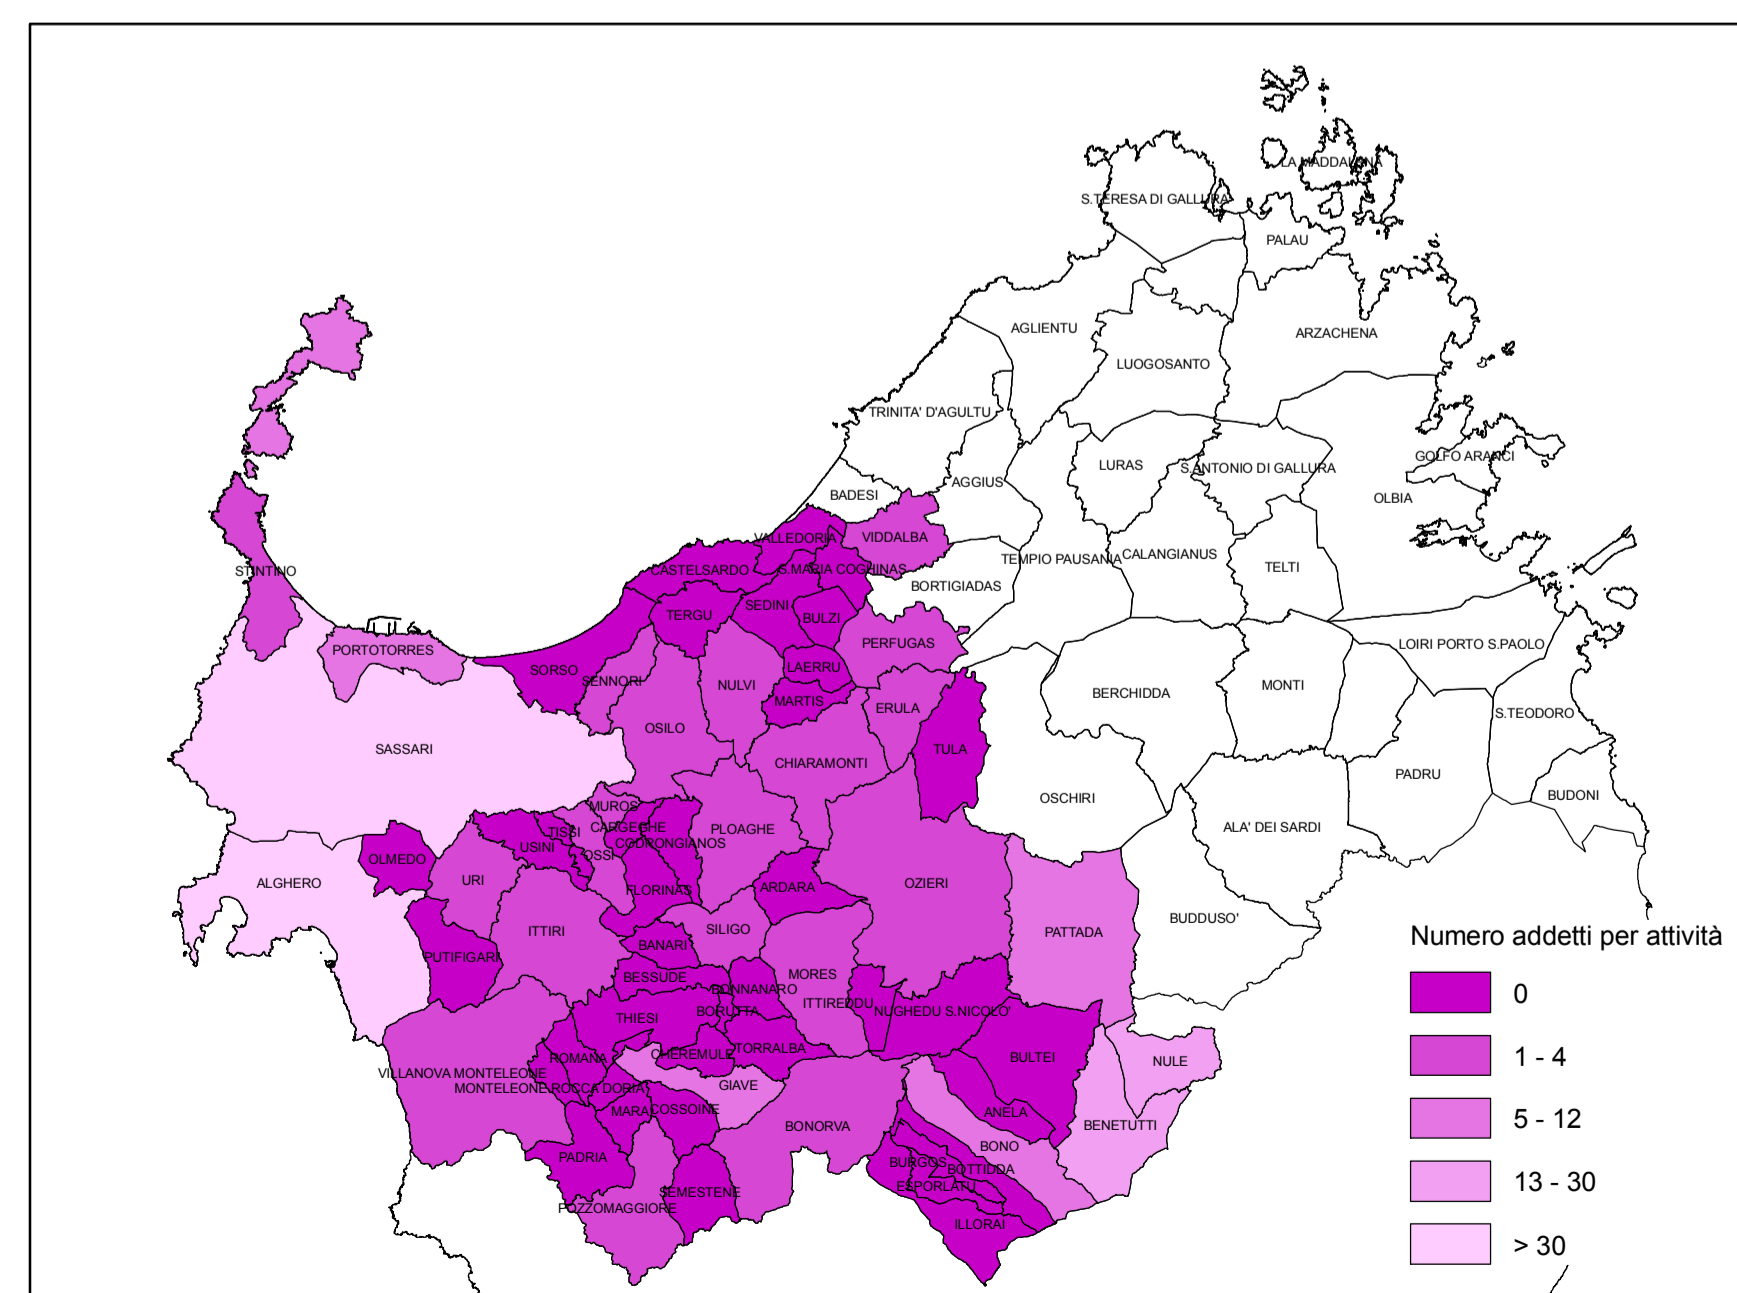 LA MADDALENA
S.TERESA DI GALLURA
PALAU
AGLIENTU
ARZACHENA
LUOGOSANTO
TRINITA' D'AGULTU
GOLFO ARANCI
LURAS
S.ANTONIO DI GALLURA
AGGIUS
BADESI
OLBIA
VALLEDORIA
VIDDALBA
TEMPIO PAUSANIA
CALANGIANUS
TELTI
STINTINO
CASTELSARDO
S.MARIA COGHINAS
BORTIGIADAS
SEDINI
TERGU
BULZI
PERFUGAS
LOIRI PORTO S.PAOLO
PORTOTORRES
LAERRU
SORSO
SENNORI
NULVI
MONTI
BERCHIDDA
MARTIS
ERULA
S.TEODORO
OSILO
SASSARI
TULA
CHIARAMONTI
PADRU
OSCHIRI
BUDONI
MUROS
CARGEGHE
TISSI
PLOAGHE
ALA' DEI SARDI
CODRONGIANOS
USINI
OSSI
OLMEDO
URI
ALGHERO
FLORINAS
ARDARA
OZIERI
BUDDUSO'
SILIGO
ITTIRI
PATTADA
BANARI
PUTIFIGARI
BESSUDE
MORES
BONNANARO
ITTIREDDU
BORUTTA
NUGHEDU S.NICOLO'
THIESI
TORRALBA
CHEREMULE
ROMANA
BULTEI
NULE
VILLANOVA MONTELEONE
GIAVE
MONTELEONE ROCCA DORIA
MARA
COSSOINE
ANELA
BONORVA
BENETUTTI
BONO
PADRIA
BURGOS
BOTTIDDA
ESPORLATU
SEMESTENE
POZZOMAGGIORE
ILLORAI
Numero addetti per attività
0
1 - 4
5 - 12
13 - 30
> 30